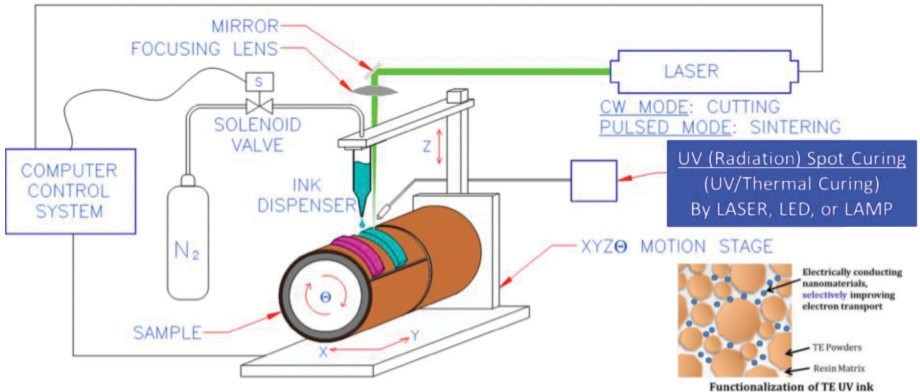 MIRROR
FOCUSING LENS
LASER
CW MODE: CUTTING
PULSED MODE: SINTERING
S
SOLENOID
VALVE
Z
COMPUTER
CONTROL
SYSTEM
INK
DISPENSER
UV (Radiation) Spot Curing
(UV/Thermal Curing)
By LASER, LED, or LAMP
N2
XYZΘ MOTION STAGE
Θ
SAMPLE
X
Y
Electrically conducting
nanomaterials,
selectively improving
electron transport
TE Powders
Resin Matrix
Functionalization of TE UV ink